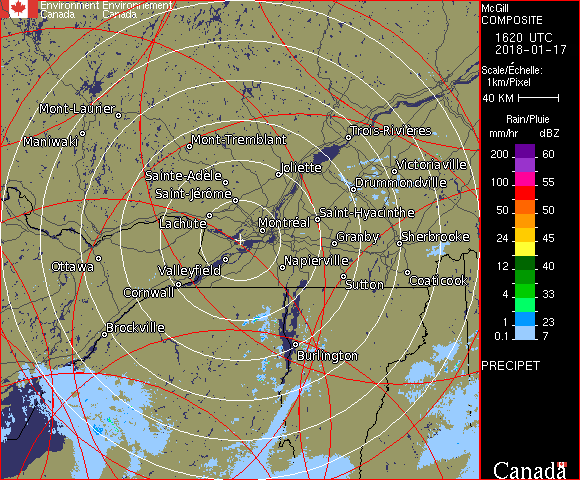 Environment Environnement
Canada Canada
McGill
COMPOSITE
1620 UTC
2018-01-17
Scale/Échelle:
1km/Pixel
40 KM
Rain/Pluie
mm/hr dBZ
200 60
100 55
50 50
24 45
12 40
4 33
1 23
0.1 7
PRECIPET
Canada
Mont-Laurier
Maniwaki
Mont-Tremblant
Trois-Rivières
Sainte-Adèle
Joliette
Victoriaville
Saint-Jérôme
Drummondville
Lachute
Montréal
Saint-Hyacinthe
Granby
Sherbrooke
Ottawa
Valleyfield
Napierville
Cornwall
Sutton
Coaticook
Brockville
Burlington